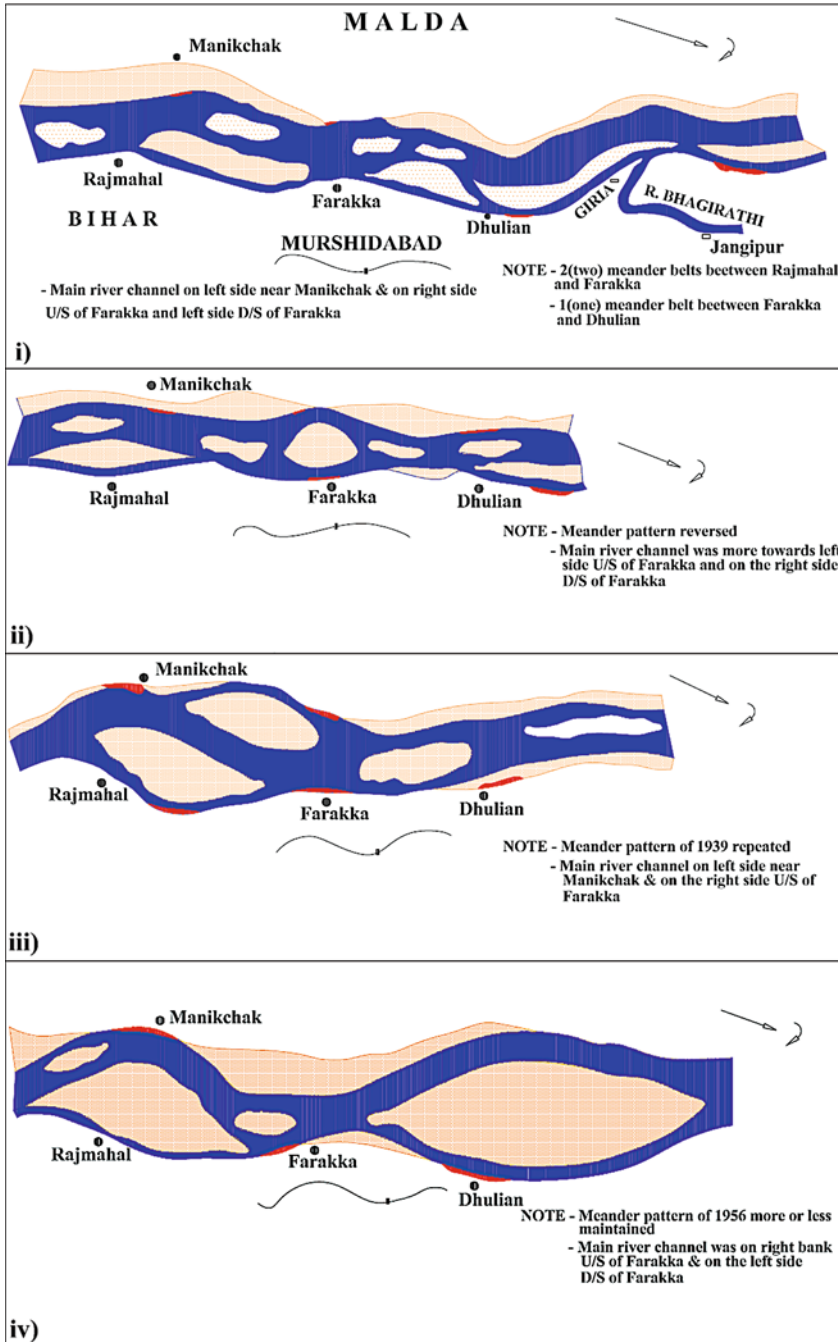 MALDA
Manikchak
Rajmahal
Farakka
Dhulian
GIRIA
R. BHAGIRATHI
Jangipur
BIHAR
MURSHIDABAD
- Main river channel on left side near Manikchak & on right side
U/S of Farakka and left side D/S of Farakka
NOTE - 2(two) meander belts beetween Rajmahal
and Farakka
- 1(one) meander belt beetween Farakka
and Dhulian
i)
Manikchak
Rajmahal
Farakka
Dhulian
NOTE - Meander pattern reversed
- Main river channel was more towards left
side U/S of Farakka and on the right side
D/S of Farakka
ii)
Manikchak
Rajmahal
Farakka
Dhulian
NOTE - Meander pattern of 1939 repeated
- Main river channel on left side near
Manikchak & on the right side U/S of
Farakka
iii)
Manikchak
Rajmahal
Farakka
Dhulian
NOTE - Meander pattern of 1956 more or less
maintained
- Main river channel was on right bank
U/S of Farakka & on the left side
D/S of Farakka
iv)